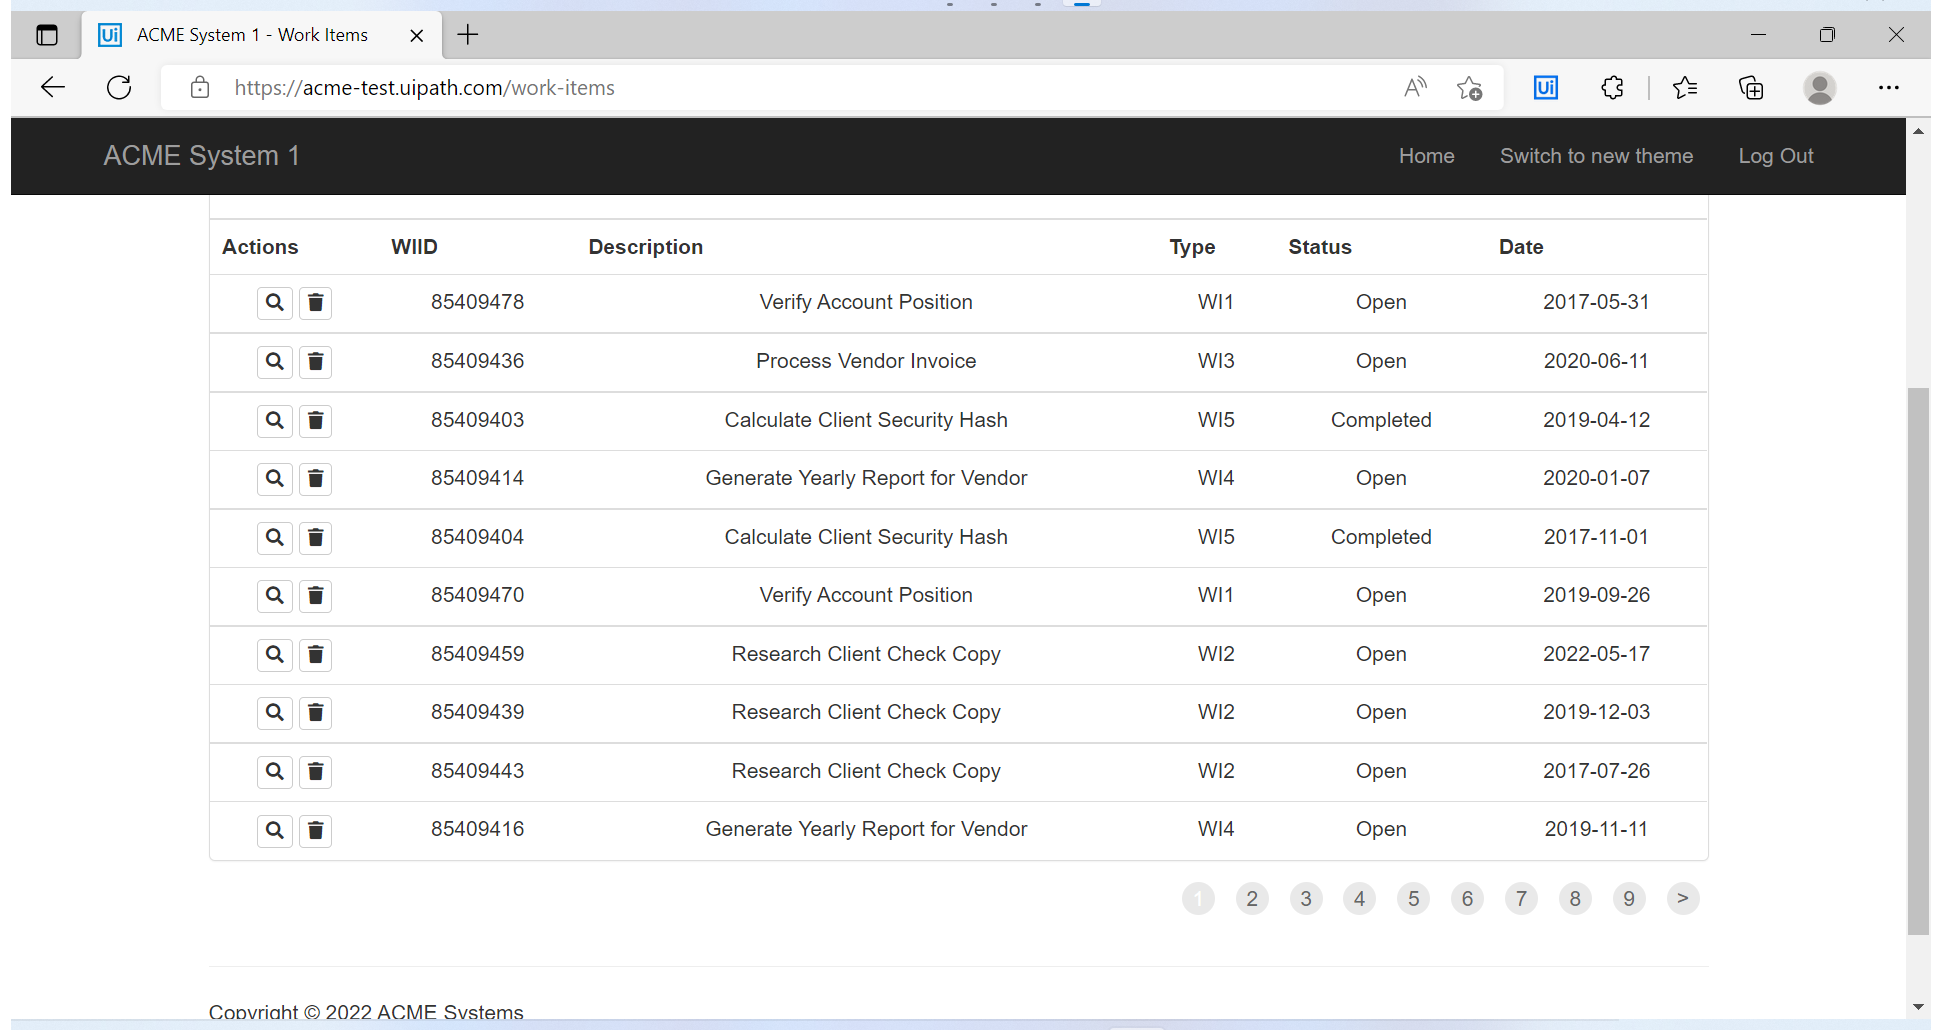 Ui ACME System 1 - Work Items
https://acme-test.uipath.com/work-items
Ui
ACME System 1 Home Switch to new theme Log Out
Actions WIID Description Type Status Date
85409478 Verify Account Position WI1 Open 2017-05-31
85409436 Process Vendor Invoice WI3 Open 2020-06-11
85409403 Calculate Client Security Hash WI5 Completed 2019-04-12
85409414 Generate Yearly Report for Vendor WI4 Open 2020-01-07
85409404 Calculate Client Security Hash WI5 Completed 2017-11-01
85409470 Verify Account Position WI1 Open 2019-09-26
85409459 Research Client Check Copy WI2 Open 2022-05-17
85409439 Research Client Check Copy WI2 Open 2019-12-03
85409443 Research Client Check Copy WI2 Open 2017-07-26
85409416 Generate Yearly Report for Vendor WI4 Open 2019-11-11
1 2 3 4 5 6 7 8 9 >
Copyright © 2022 ACME Systems